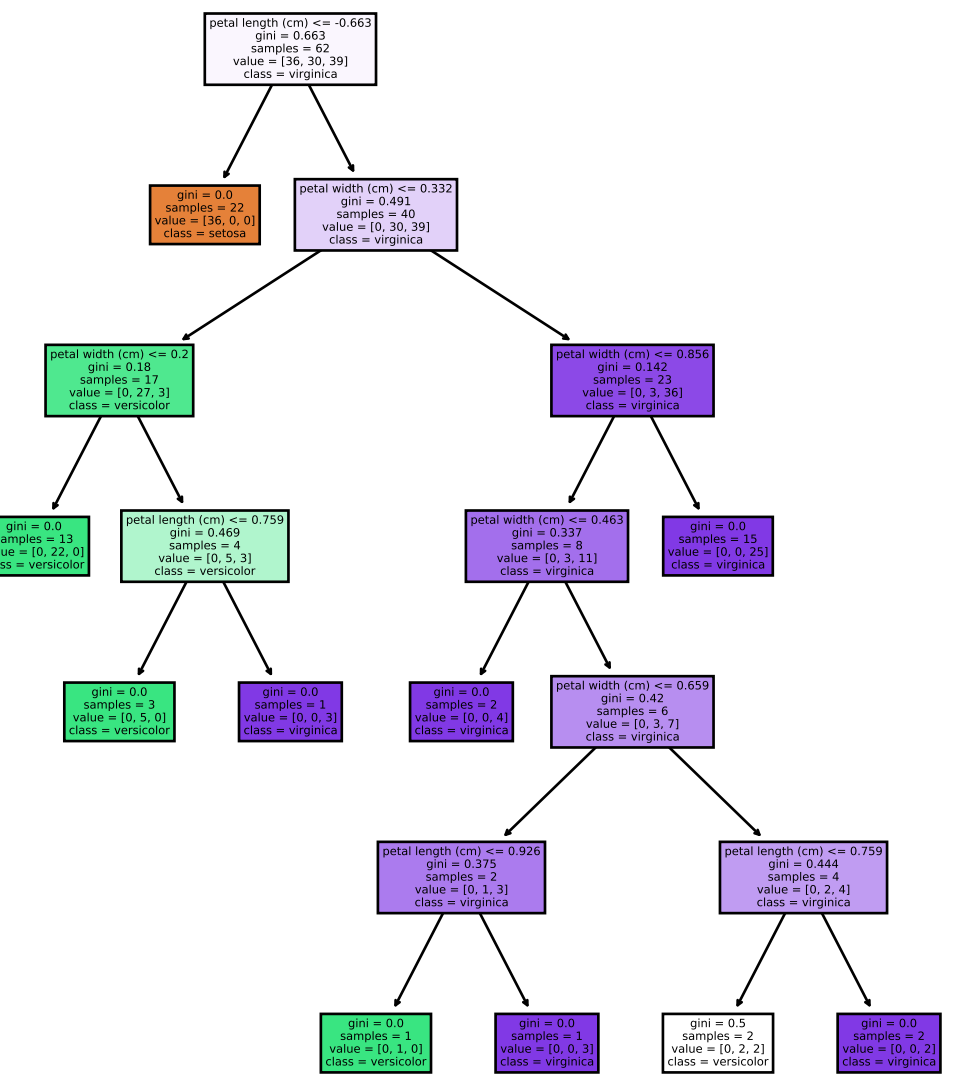 petal length (cm) <= -0.663
gini = 0.663
samples = 62
value = [36, 30, 39]
class = virginica
gini = 0.0
samples = 22
value = [36, 0, 0]
class = setosa
petal width (cm) <= 0.332
gini = 0.491
samples = 40
value = [0, 30, 39]
class = virginica
petal width (cm) <= 0.2
gini = 0.18
samples = 17
value = [0, 27, 3]
class = versicolor
petal width (cm) <= 0.856
gini = 0.142
samples = 23
value = [0, 3, 36]
class = virginica
gini = 0.0
amples = 13
ue = [0, 22, 0]
ss = versicolor
petal length (cm) <= 0.759
gini = 0.469
samples = 4
value = [0, 5, 3]
class = versicolor
petal width (cm) <= 0.463
gini = 0.337
samples = 8
value = [0, 3, 11]
class = virginica
gini = 0.0
samples = 15
value = [0, 0, 25]
class = virginica
gini = 0.0
samples = 3
value = [0, 5, 0]
class = versicolor
gini = 0.0
samples = 1
value = [0, 0, 3]
class = virginica
gini = 0.0
samples = 2
value = [0, 0, 4]
class = virginica
petal width (cm) <= 0.659
gini = 0.42
samples = 6
value = [0, 3, 7]
class = virginica
petal length (cm) <= 0.926
gini = 0.375
samples = 2
value = [0, 1, 3]
class = virginica
petal length (cm) <= 0.759
gini = 0.444
samples = 4
value = [0, 2, 4]
class = virginica
gini = 0.0
samples = 1
value = [0, 1, 0]
class = versicolor
gini = 0.0
samples = 1
value = [0, 0, 3]
class = virginica
gini = 0.5
samples = 2
value = [0, 2, 2]
class = versicolor
gini = 0.0
samples = 2
value = [0, 0, 2]
class = virginica